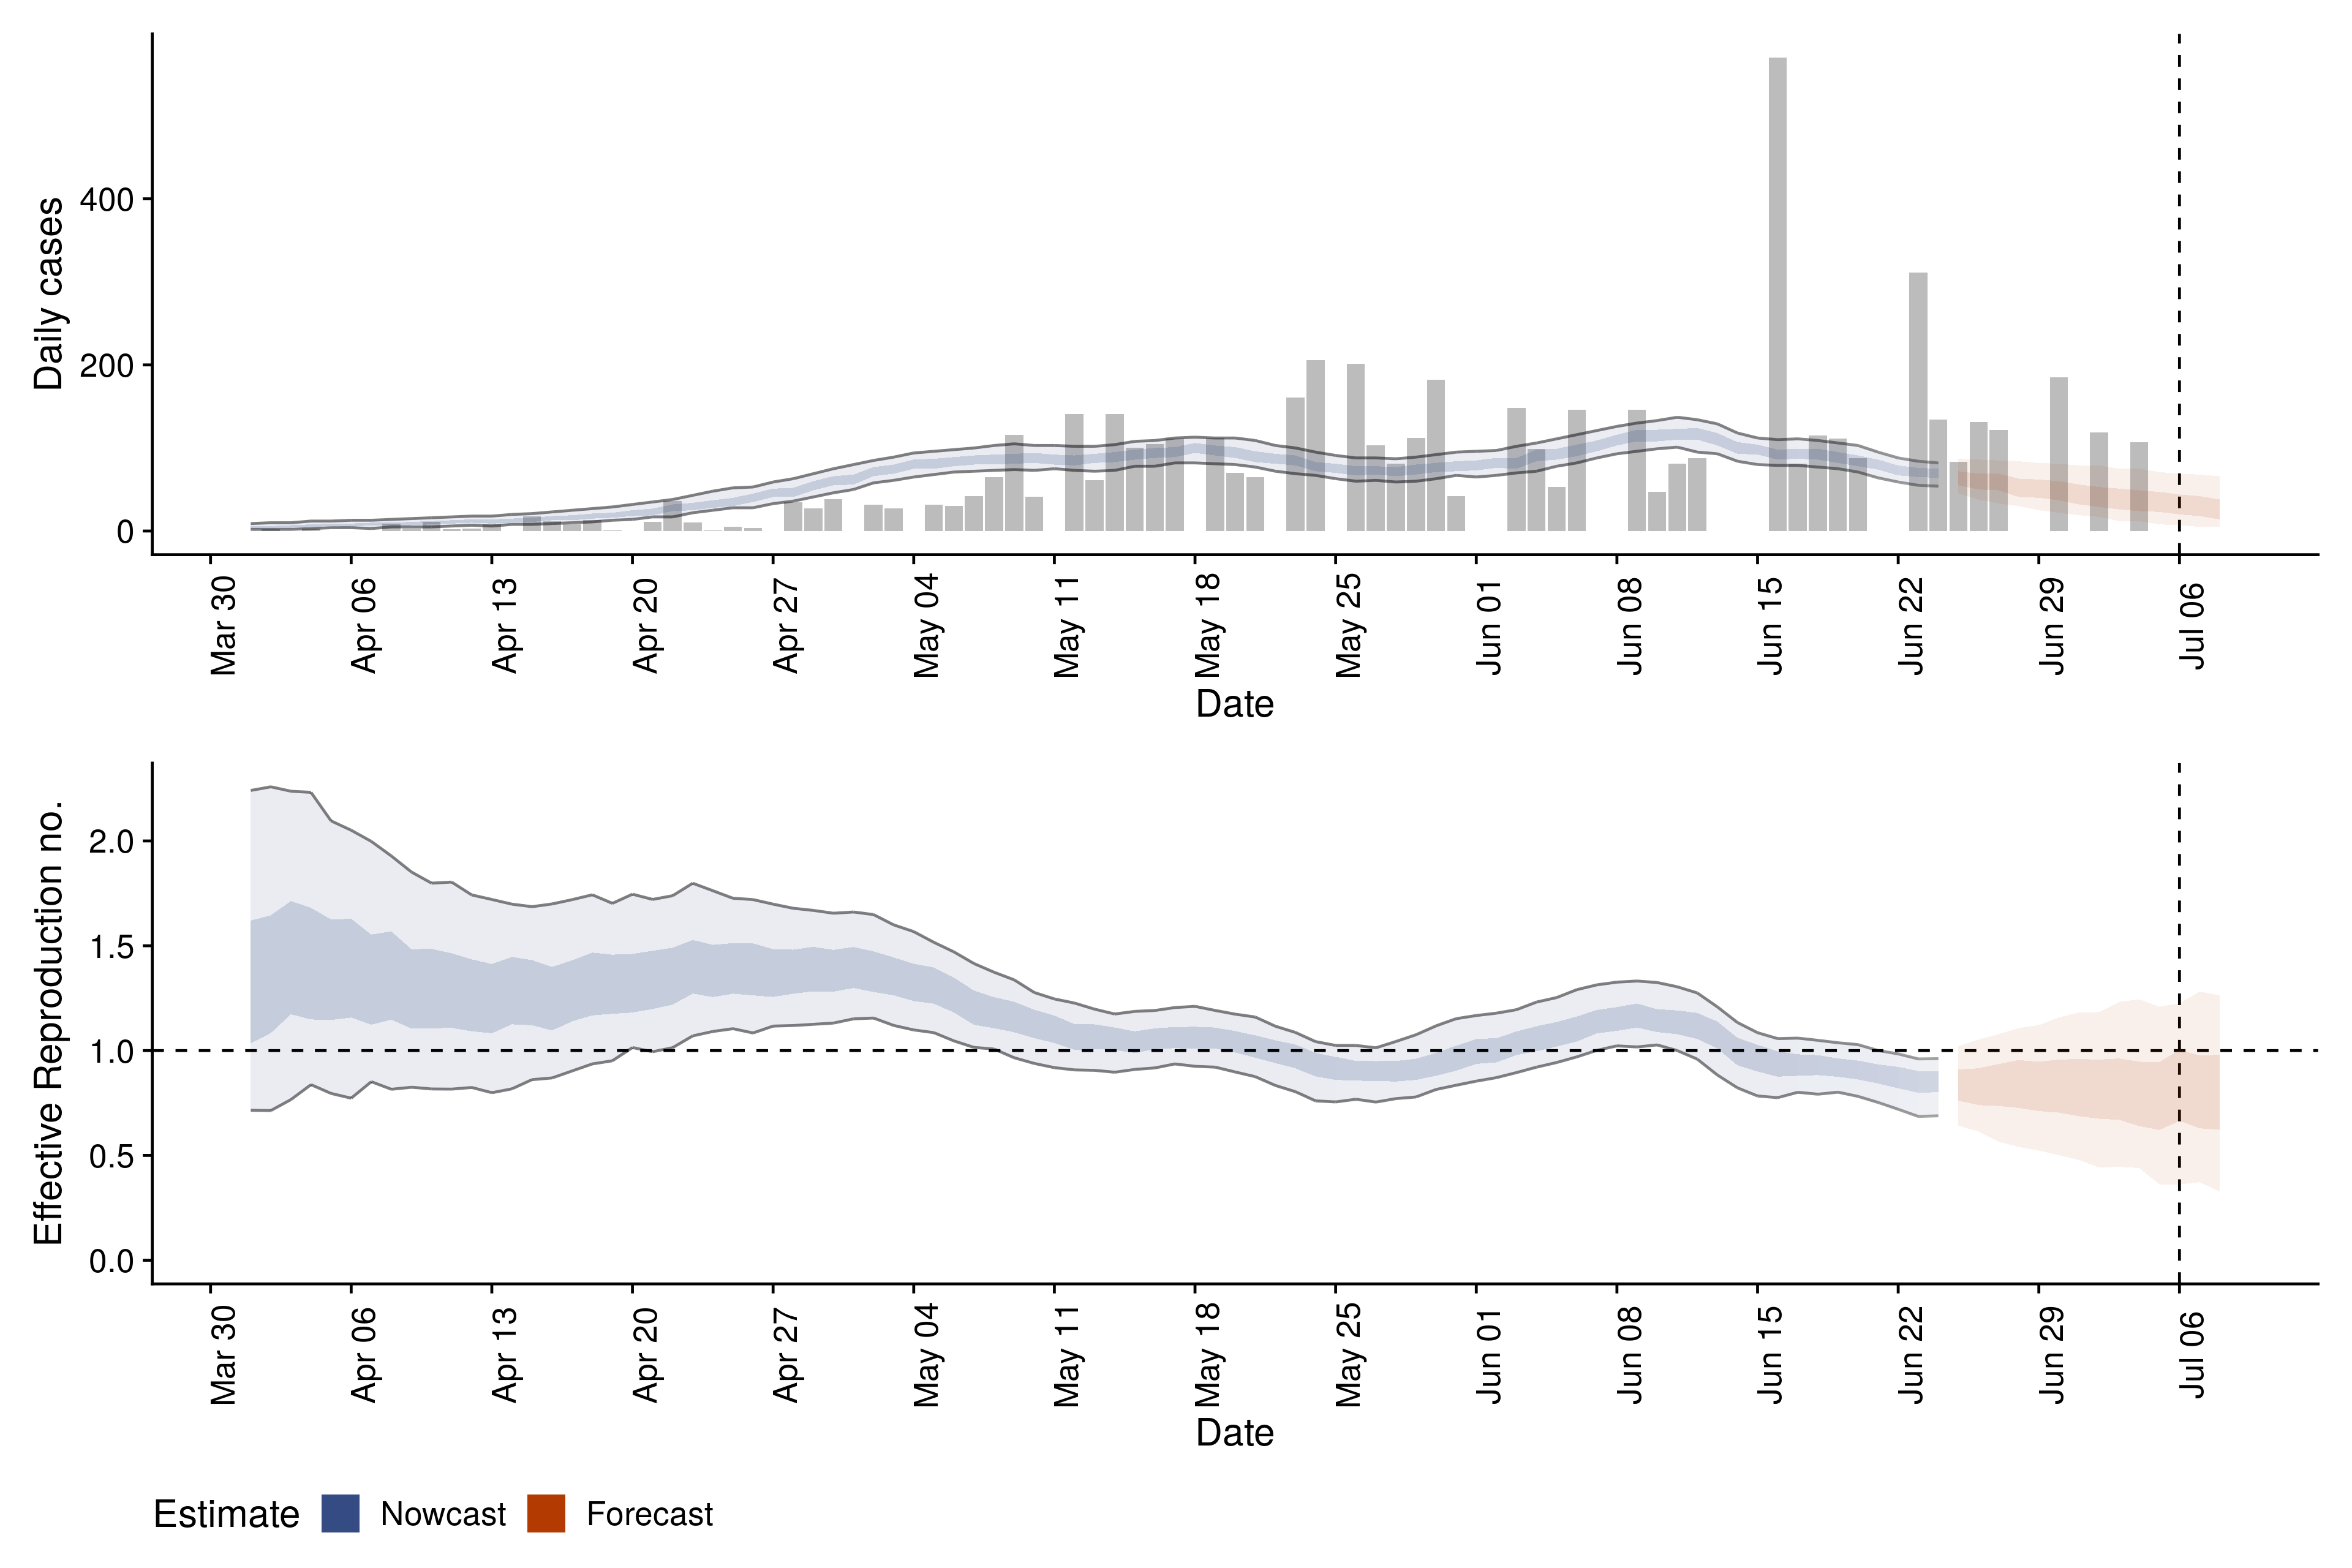 Daily cases
400
200
0
Mar 30
Apr 06
Apr 13
Apr 20
Apr 27
May 04
May 11
May 18
May 25
Jun 01
Jun 08
Jun 15
Jun 22
Jun 29
Jul 06
Date
Effective Reproduction no.
2.0
1.5
1.0
0.5
0.0
Mar 30
Apr 06
Apr 13
Apr 20
Apr 27
May 04
May 11
May 18
May 25
Jun 01
Jun 08
Jun 15
Jun 22
Jun 29
Jul 06
Date
Estimate Nowcast Forecast